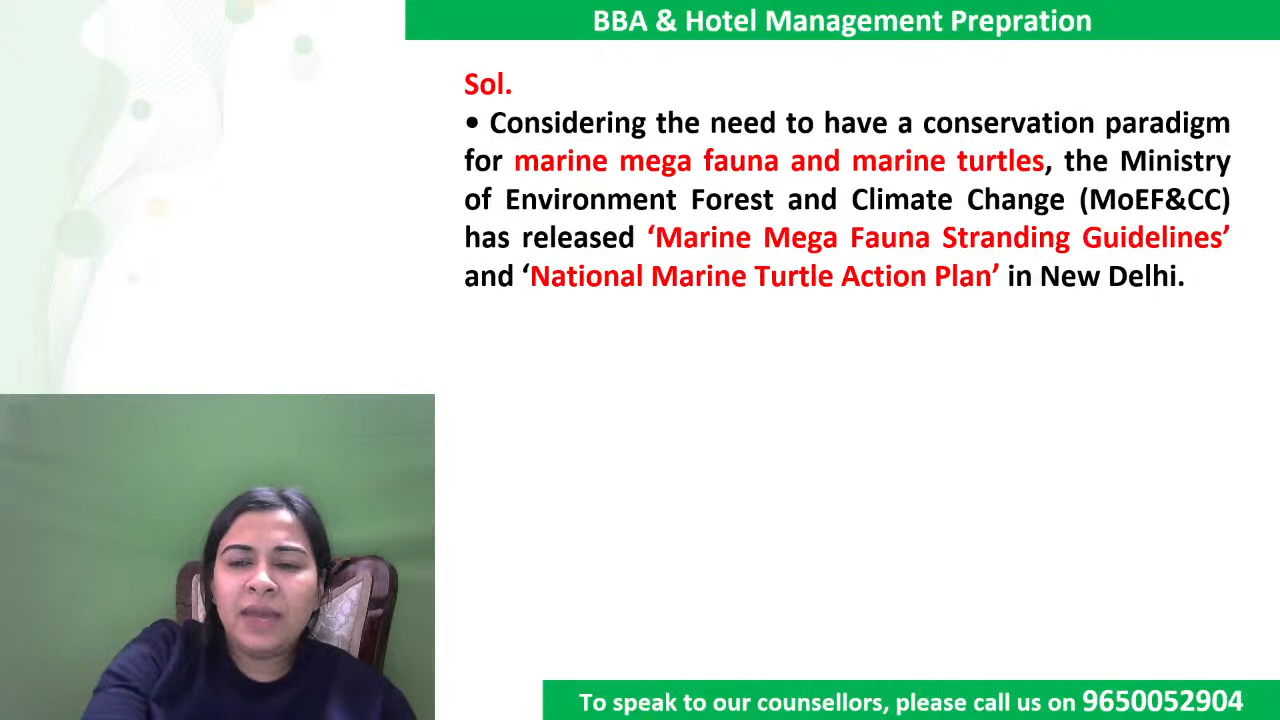 BBA & Hotel Management Prepration
Sol.
• Considering the need to have a conservation paradigm
for marine mega fauna and marine turtles, the Ministry
of Environment Forest and Climate Change (MoEF&CC)
has released ‘Marine Mega Fauna Stranding Guidelines’
and ‘National Marine Turtle Action Plan’ in New Delhi.
To speak to our counsellors, please call us on 9650052904